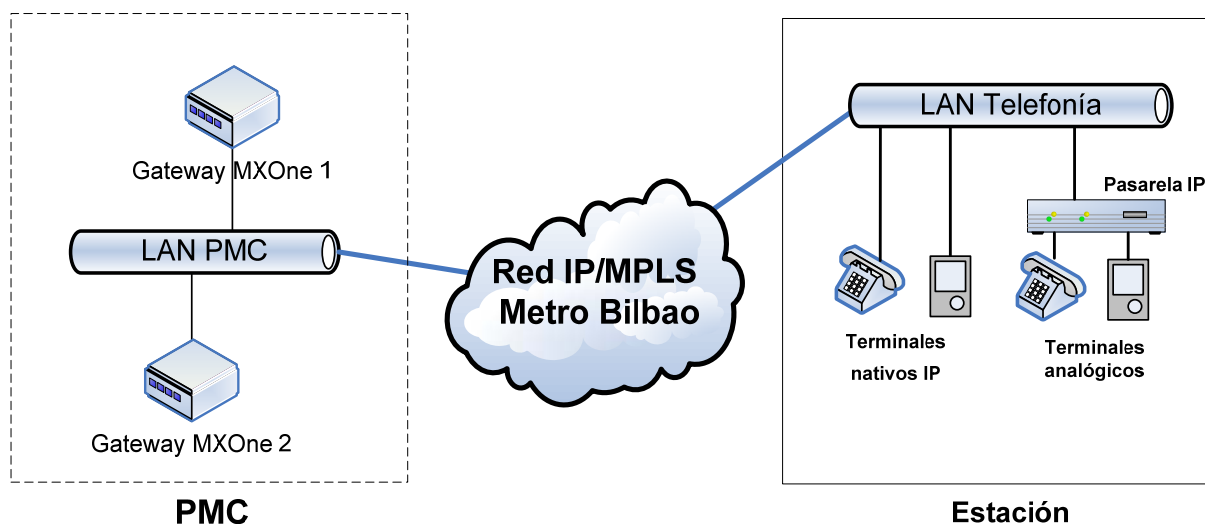 Gateway MXOne 1
LAN PMC
Gateway MXOne 2
PMC
Red IP/MPLS
Metro Bilbao
LAN Telefonía
Pasarela IP
Terminales
nativos IP
Terminales
analógicos
Estación